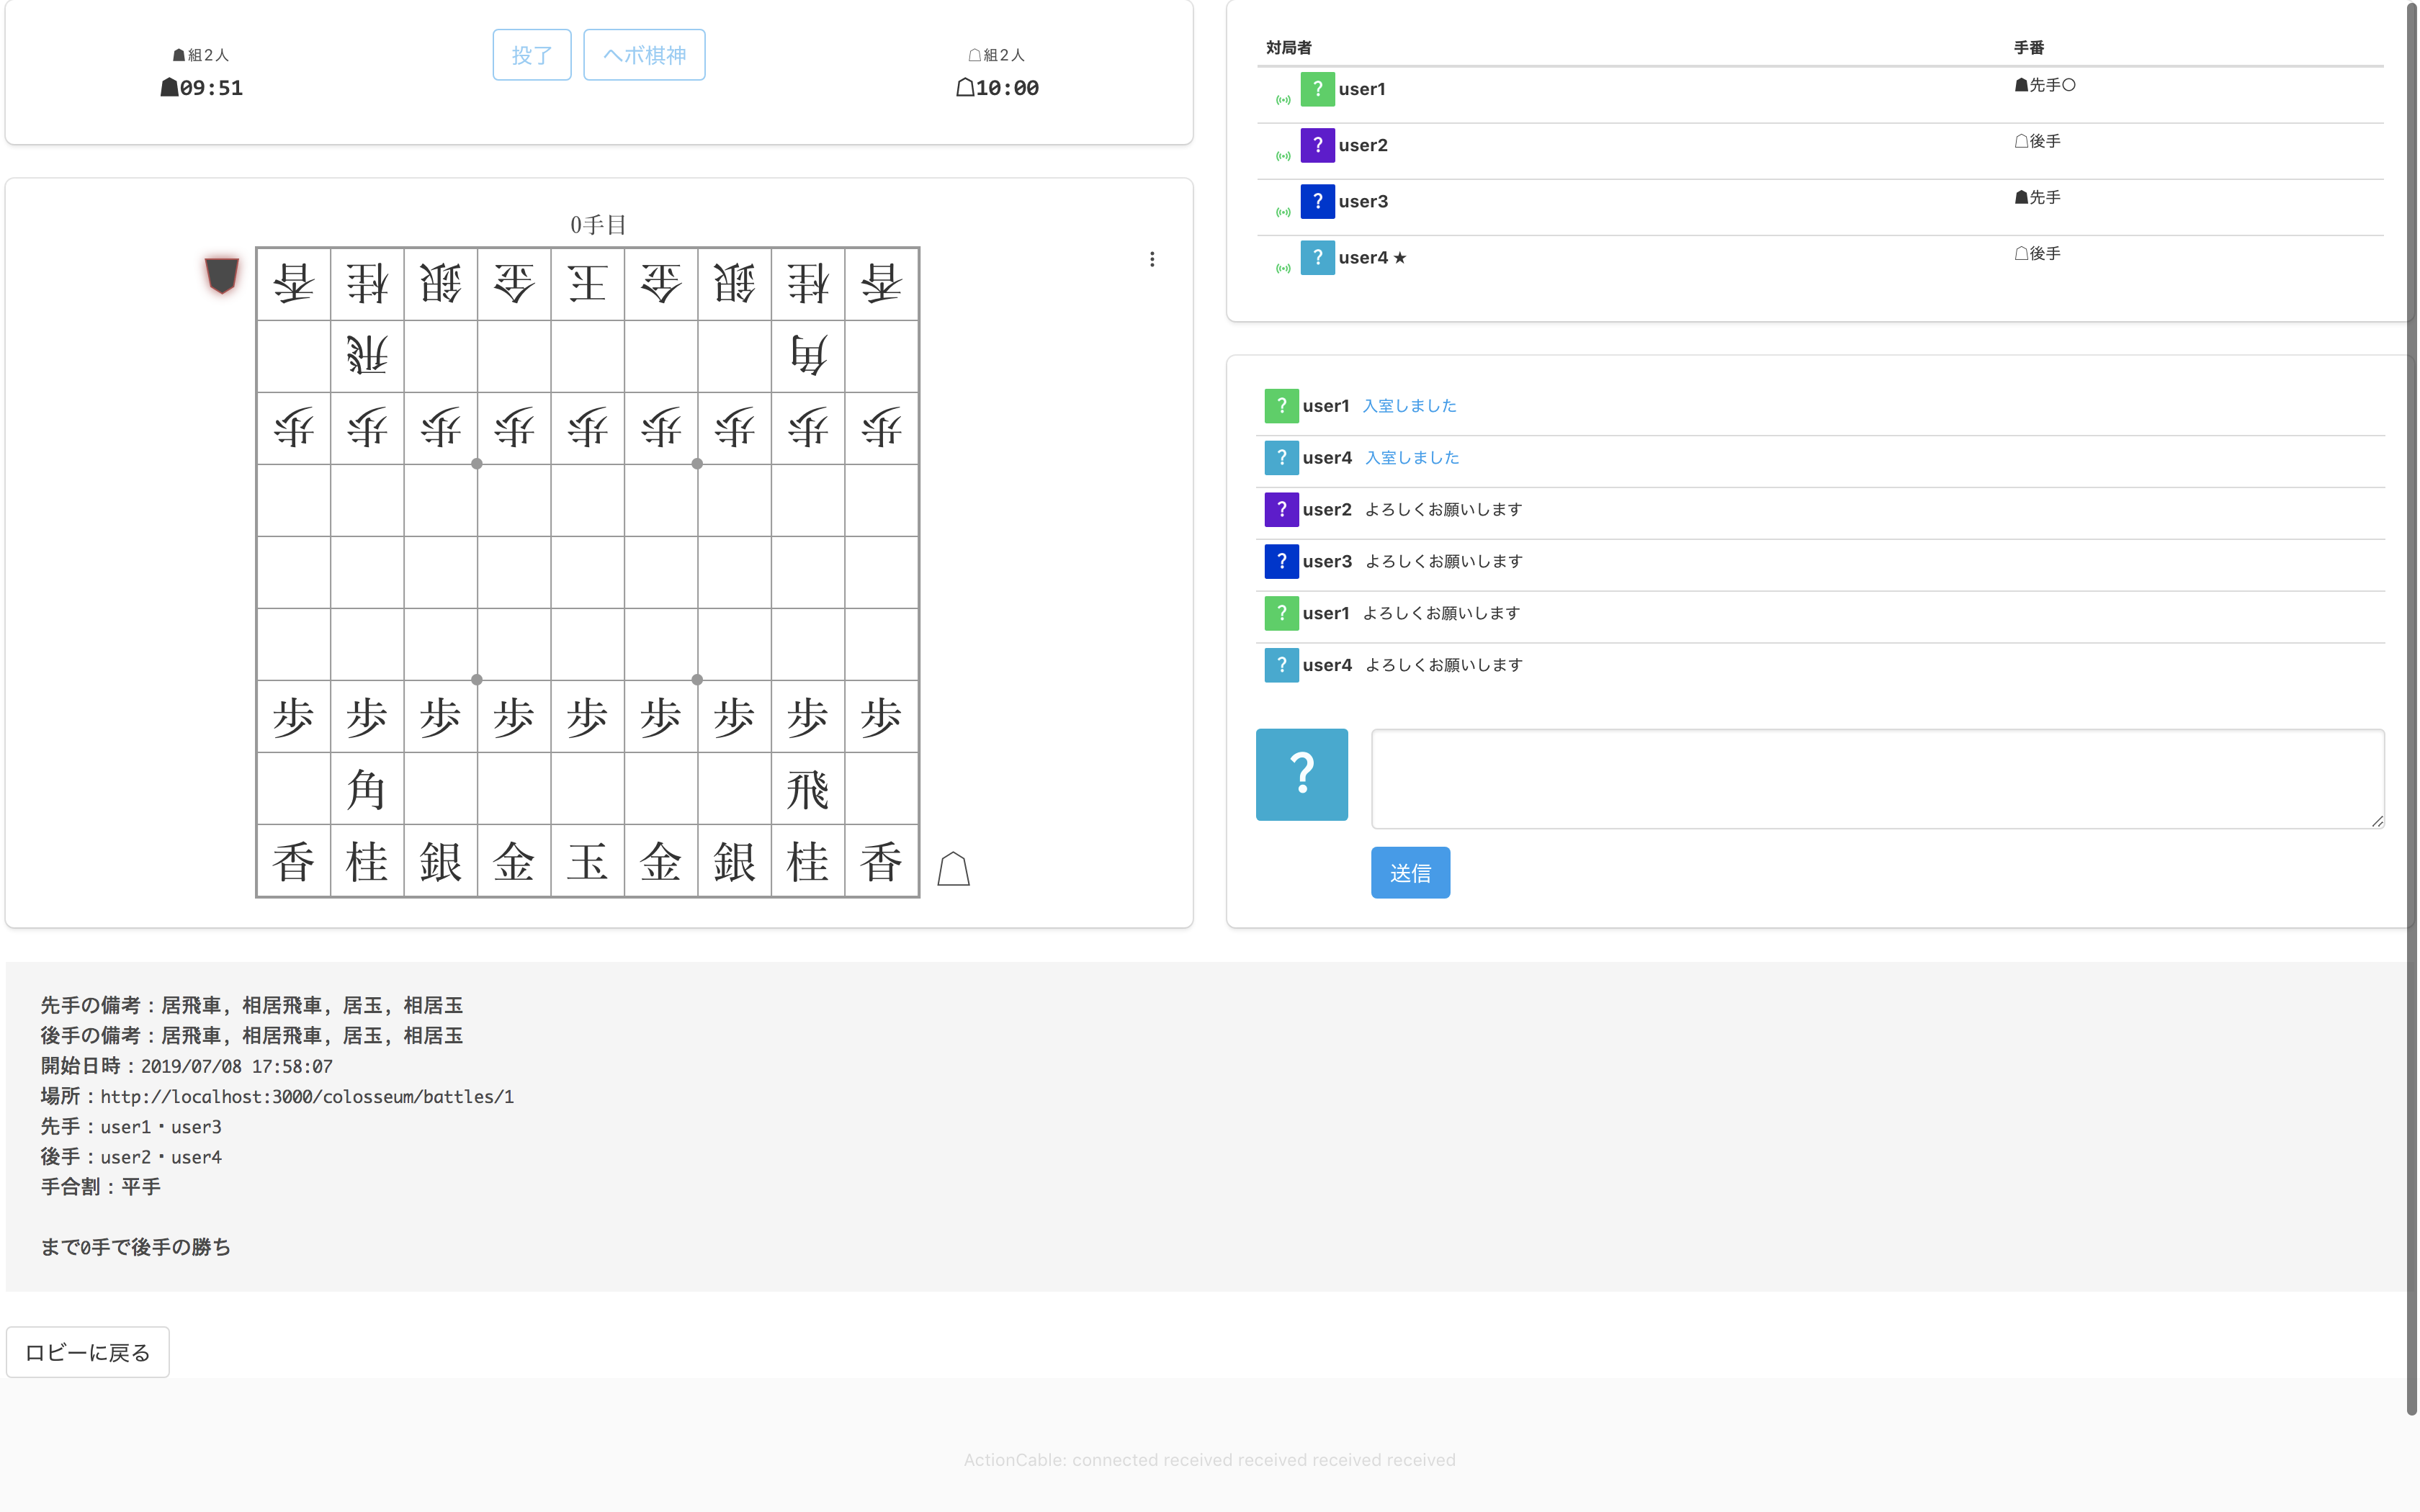 ☗組2人
☗09:51
投了
ヘボ棋神
☖組2人
☖10:00
0手目
香 桂 銀 金 王 金 銀 桂 香
飛 角
歩 歩 歩 歩 歩 歩 歩 歩 歩
歩 歩 歩 歩 歩 歩 歩 歩 歩
角 飛
香 桂 銀 金 玉 金 銀 桂 香
対局者 手番
? user1 ☗先手○
? user2 ☖後手
? user3 ☗先手
? user4 ★ ☖後手
? user1 入室しました
? user4 入室しました
? user2 よろしくお願いします
? user3 よろしくお願いします
? user1 よろしくお願いします
? user4 よろしくお願いします
?
送信
先手の備考：居飛車, 相居飛車, 居玉, 相居玉
後手の備考：居飛車, 相居飛車, 居玉, 相居玉
開始日時：2019/07/08 17:58:07
場所：http://localhost:3000/colosseum/battles/1
先手：user1・user3
後手：user2・user4
手合割：平手
まで0手で後手の勝ち
ロビーに戻る
ActionCable: connected received received received received